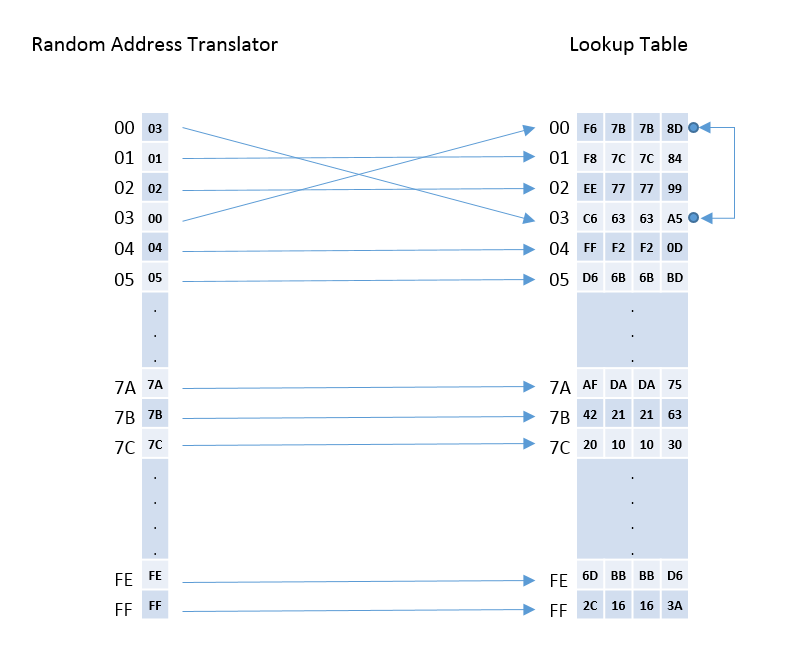 Random Address Translator Lookup Table
00 03 00 F6 7B 7B 8D
01 01 01 F8 7C 7C 84
02 02 02 EE 77 77 99
03 00 03 C6 63 63 A5
04 04 04 FF F2 F2 0D
05 05 05 D6 6B 6B BD
. .
. .
. .
7A 7A 7A AF DA DA 75
7B 7B 7B 42 21 21 63
7C 7C 7C 20 10 10 30
. .
. .
. .
. .
FE FE FE 6D BB BB D6
FF FF FF 2C 16 16 3A